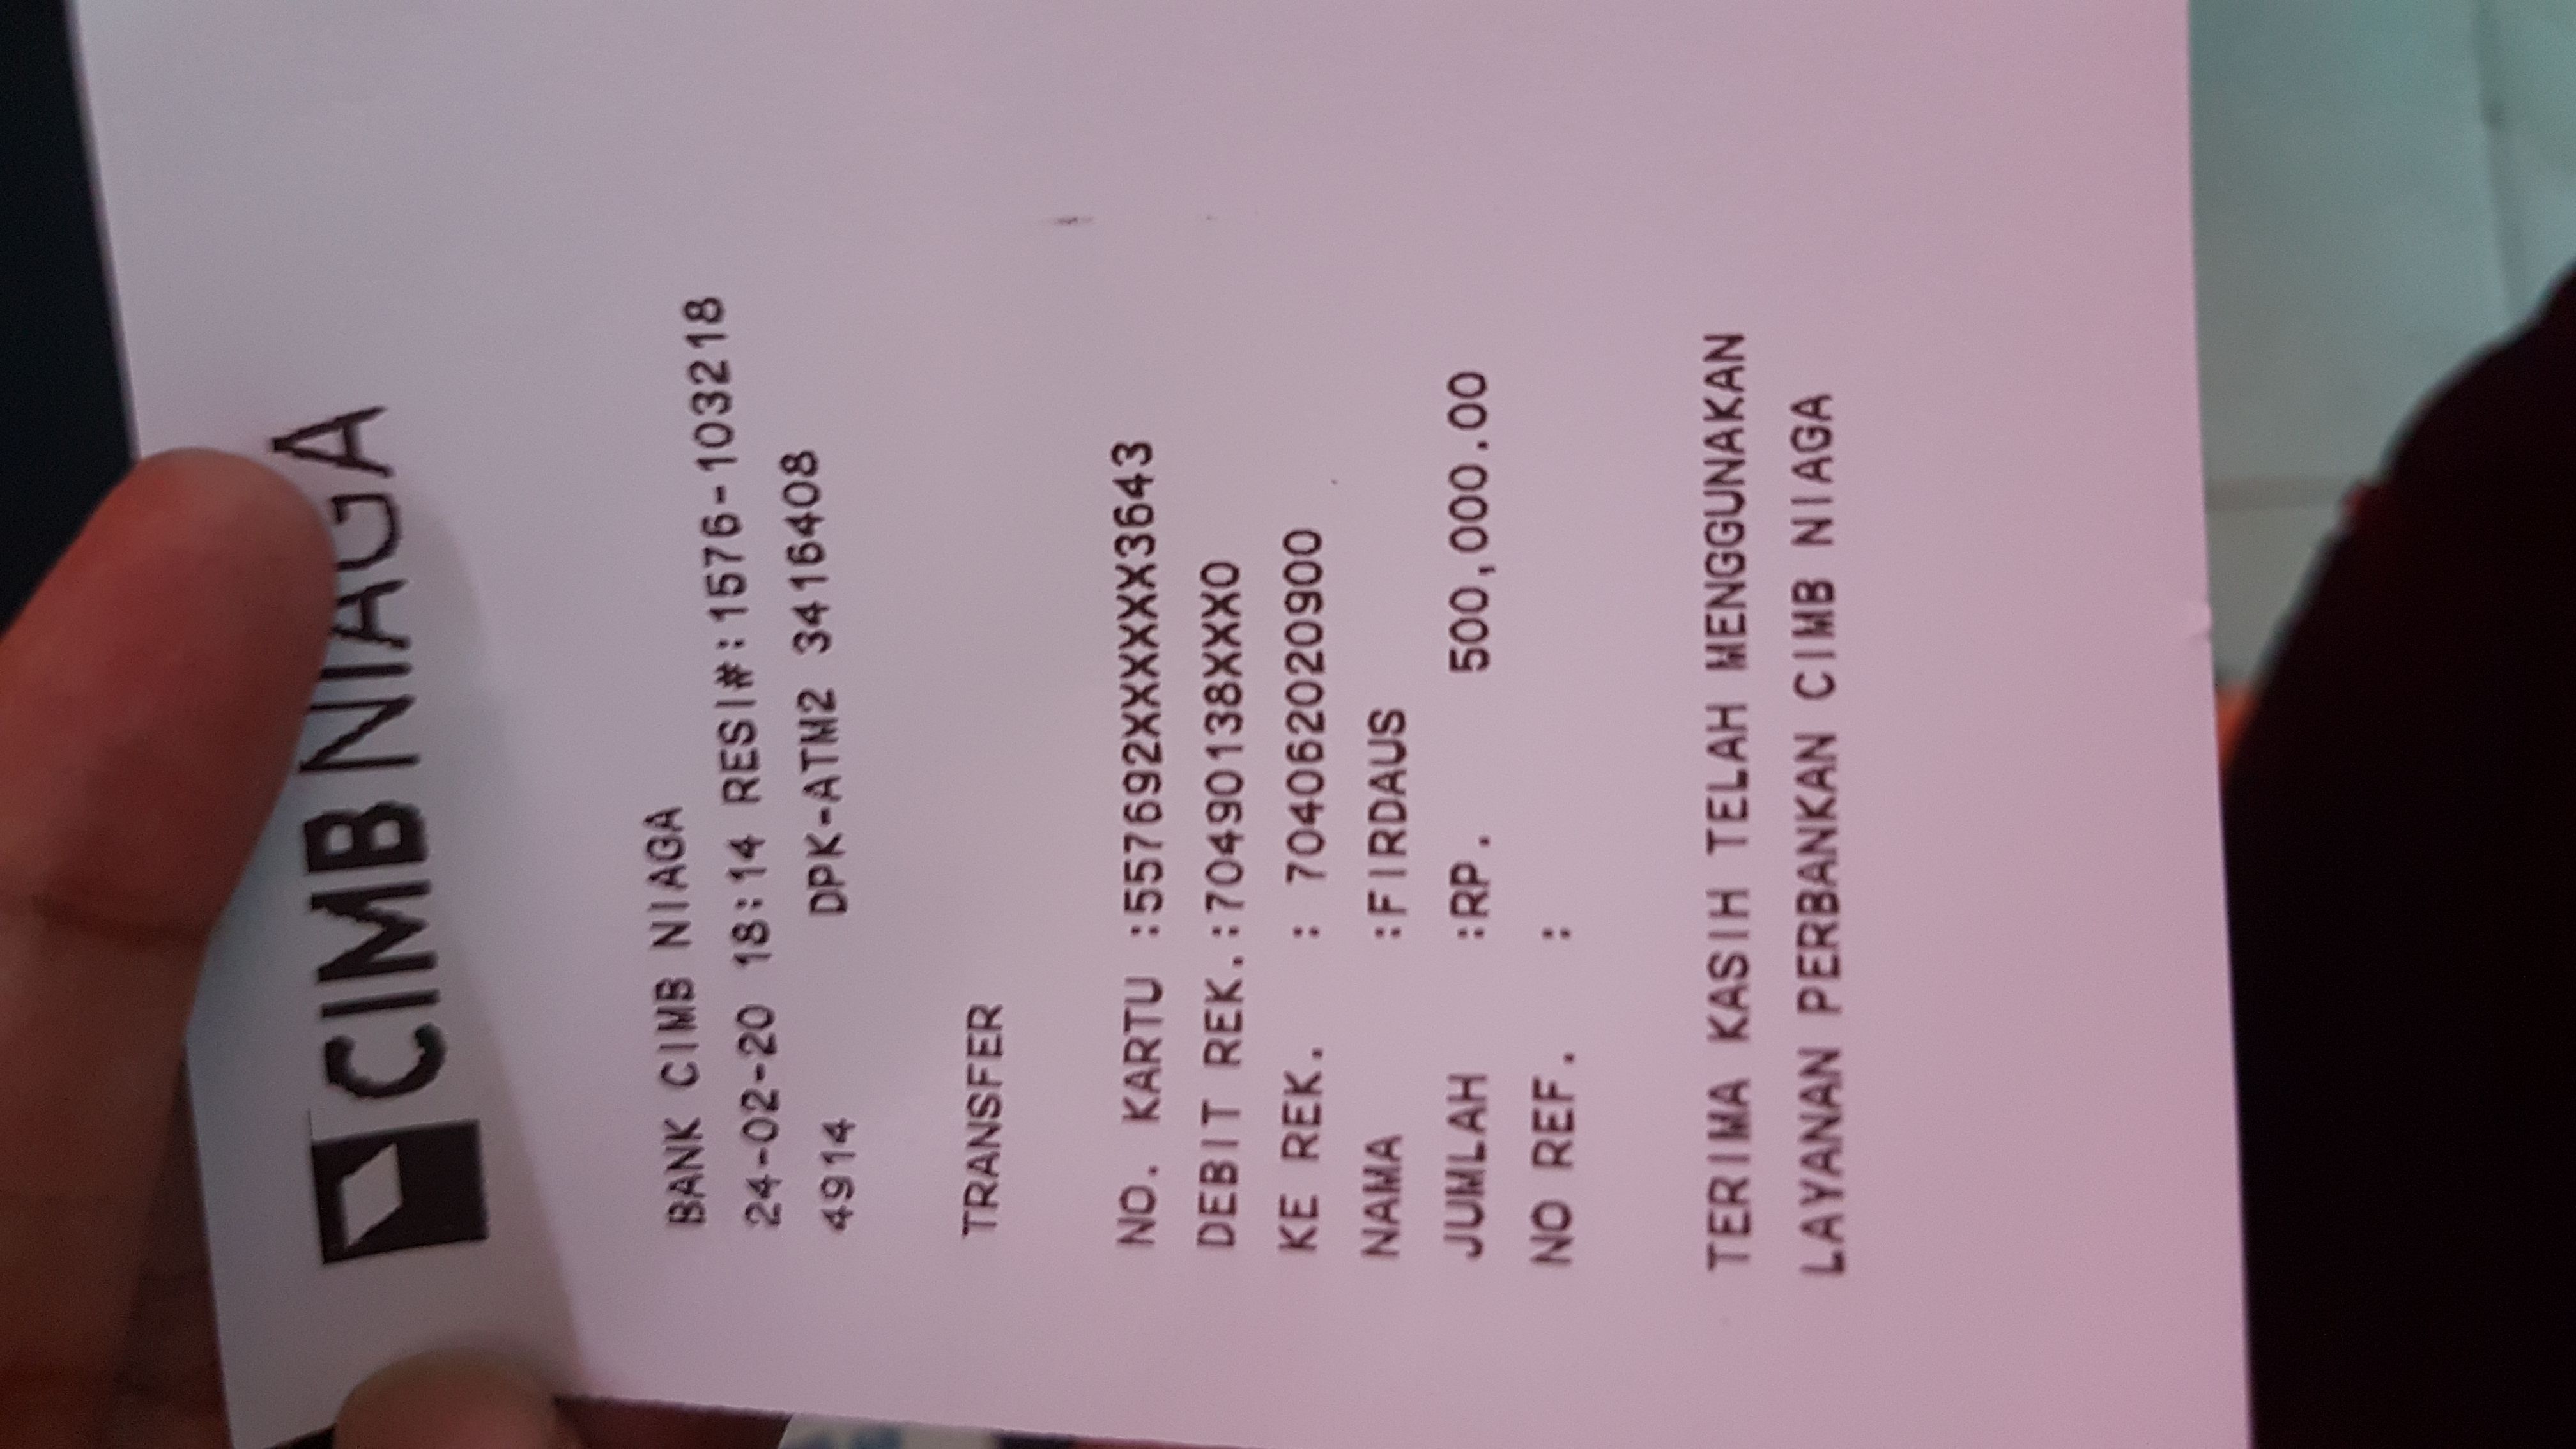 CIMB NIAGA
BANK CIMB NIAGA
24-02-20 18:14 RESI#:1576-103218
4914 DPK-ATM2 3416408
TRANSFER
NO. KARTU :557692XXXXXX3643
DEBIT REK.:70490138XXX0
KE REK. : 704062020900
NAMA :FIRDAUS
JUMLAH :RP. 500,000.00
NO REF. :
TERIMA KASIH TELAH MENGGUNAKAN
LAYANAN PERBANKAN CIMB NIAGA